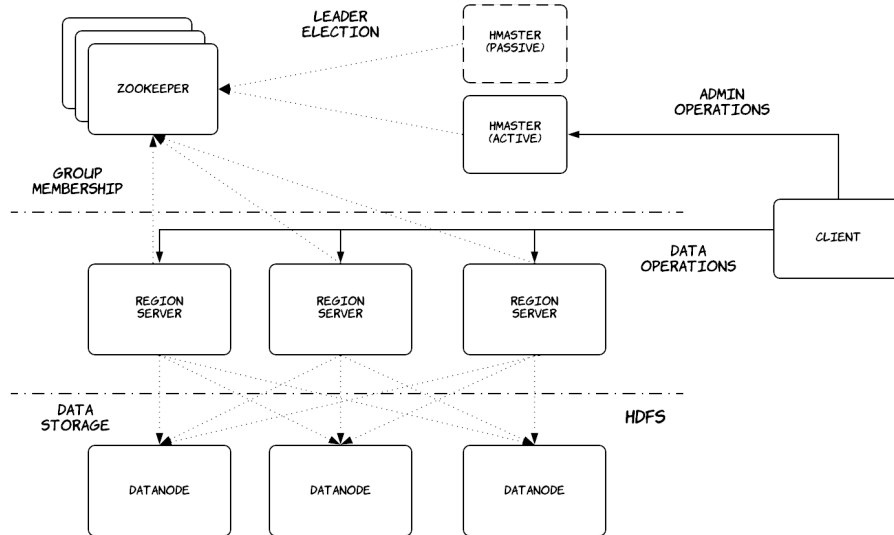 LEADER
ELECTION
HMASTER
(PASSIVE)
ZOOKEEPER
HMASTER
(ACTIVE)
ADMIN
OPERATIONS
GROUP
MEMBERSHIP
CLIENT
DATA
OPERATIONS
REGION
SERVER
REGION
SERVER
REGION
SERVER
DATA
STORAGE
HDFS
DATANODE
DATANODE
DATANODE